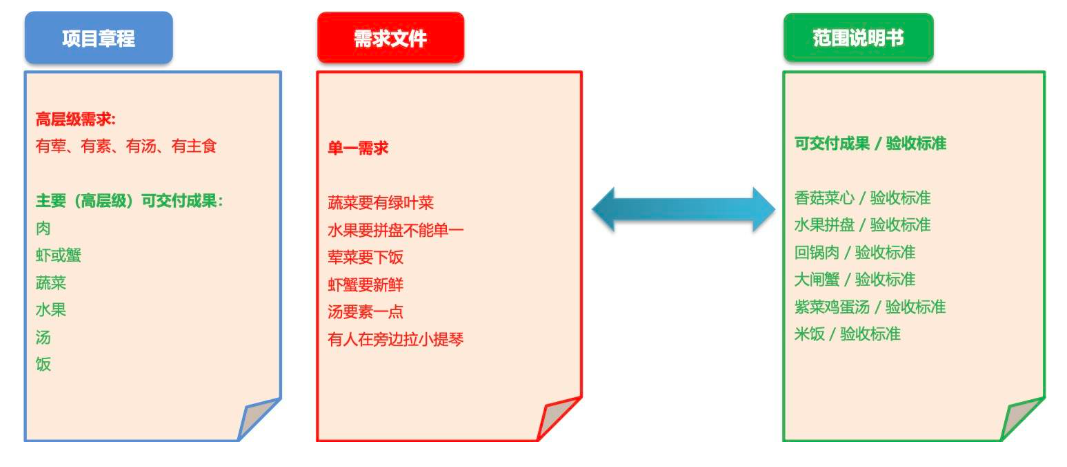 项目章程
高层级需求:
有荤、有素、有汤、有主食
主要（高层级）可交付成果：
肉
虾或蟹
蔬菜
水果
汤
饭
需求文件
单一需求
蔬菜要有绿叶菜
水果要拼盘不能单一
荤菜要下饭
虾蟹要新鲜
汤要素一点
有人在旁边拉小提琴
范围说明书
可交付成果 / 验收标准
香菇菜心 / 验收标准
水果拼盘 / 验收标准
回锅肉 / 验收标准
大闸蟹 / 验收标准
紫菜鸡蛋汤 / 验收标准
米饭 / 验收标准